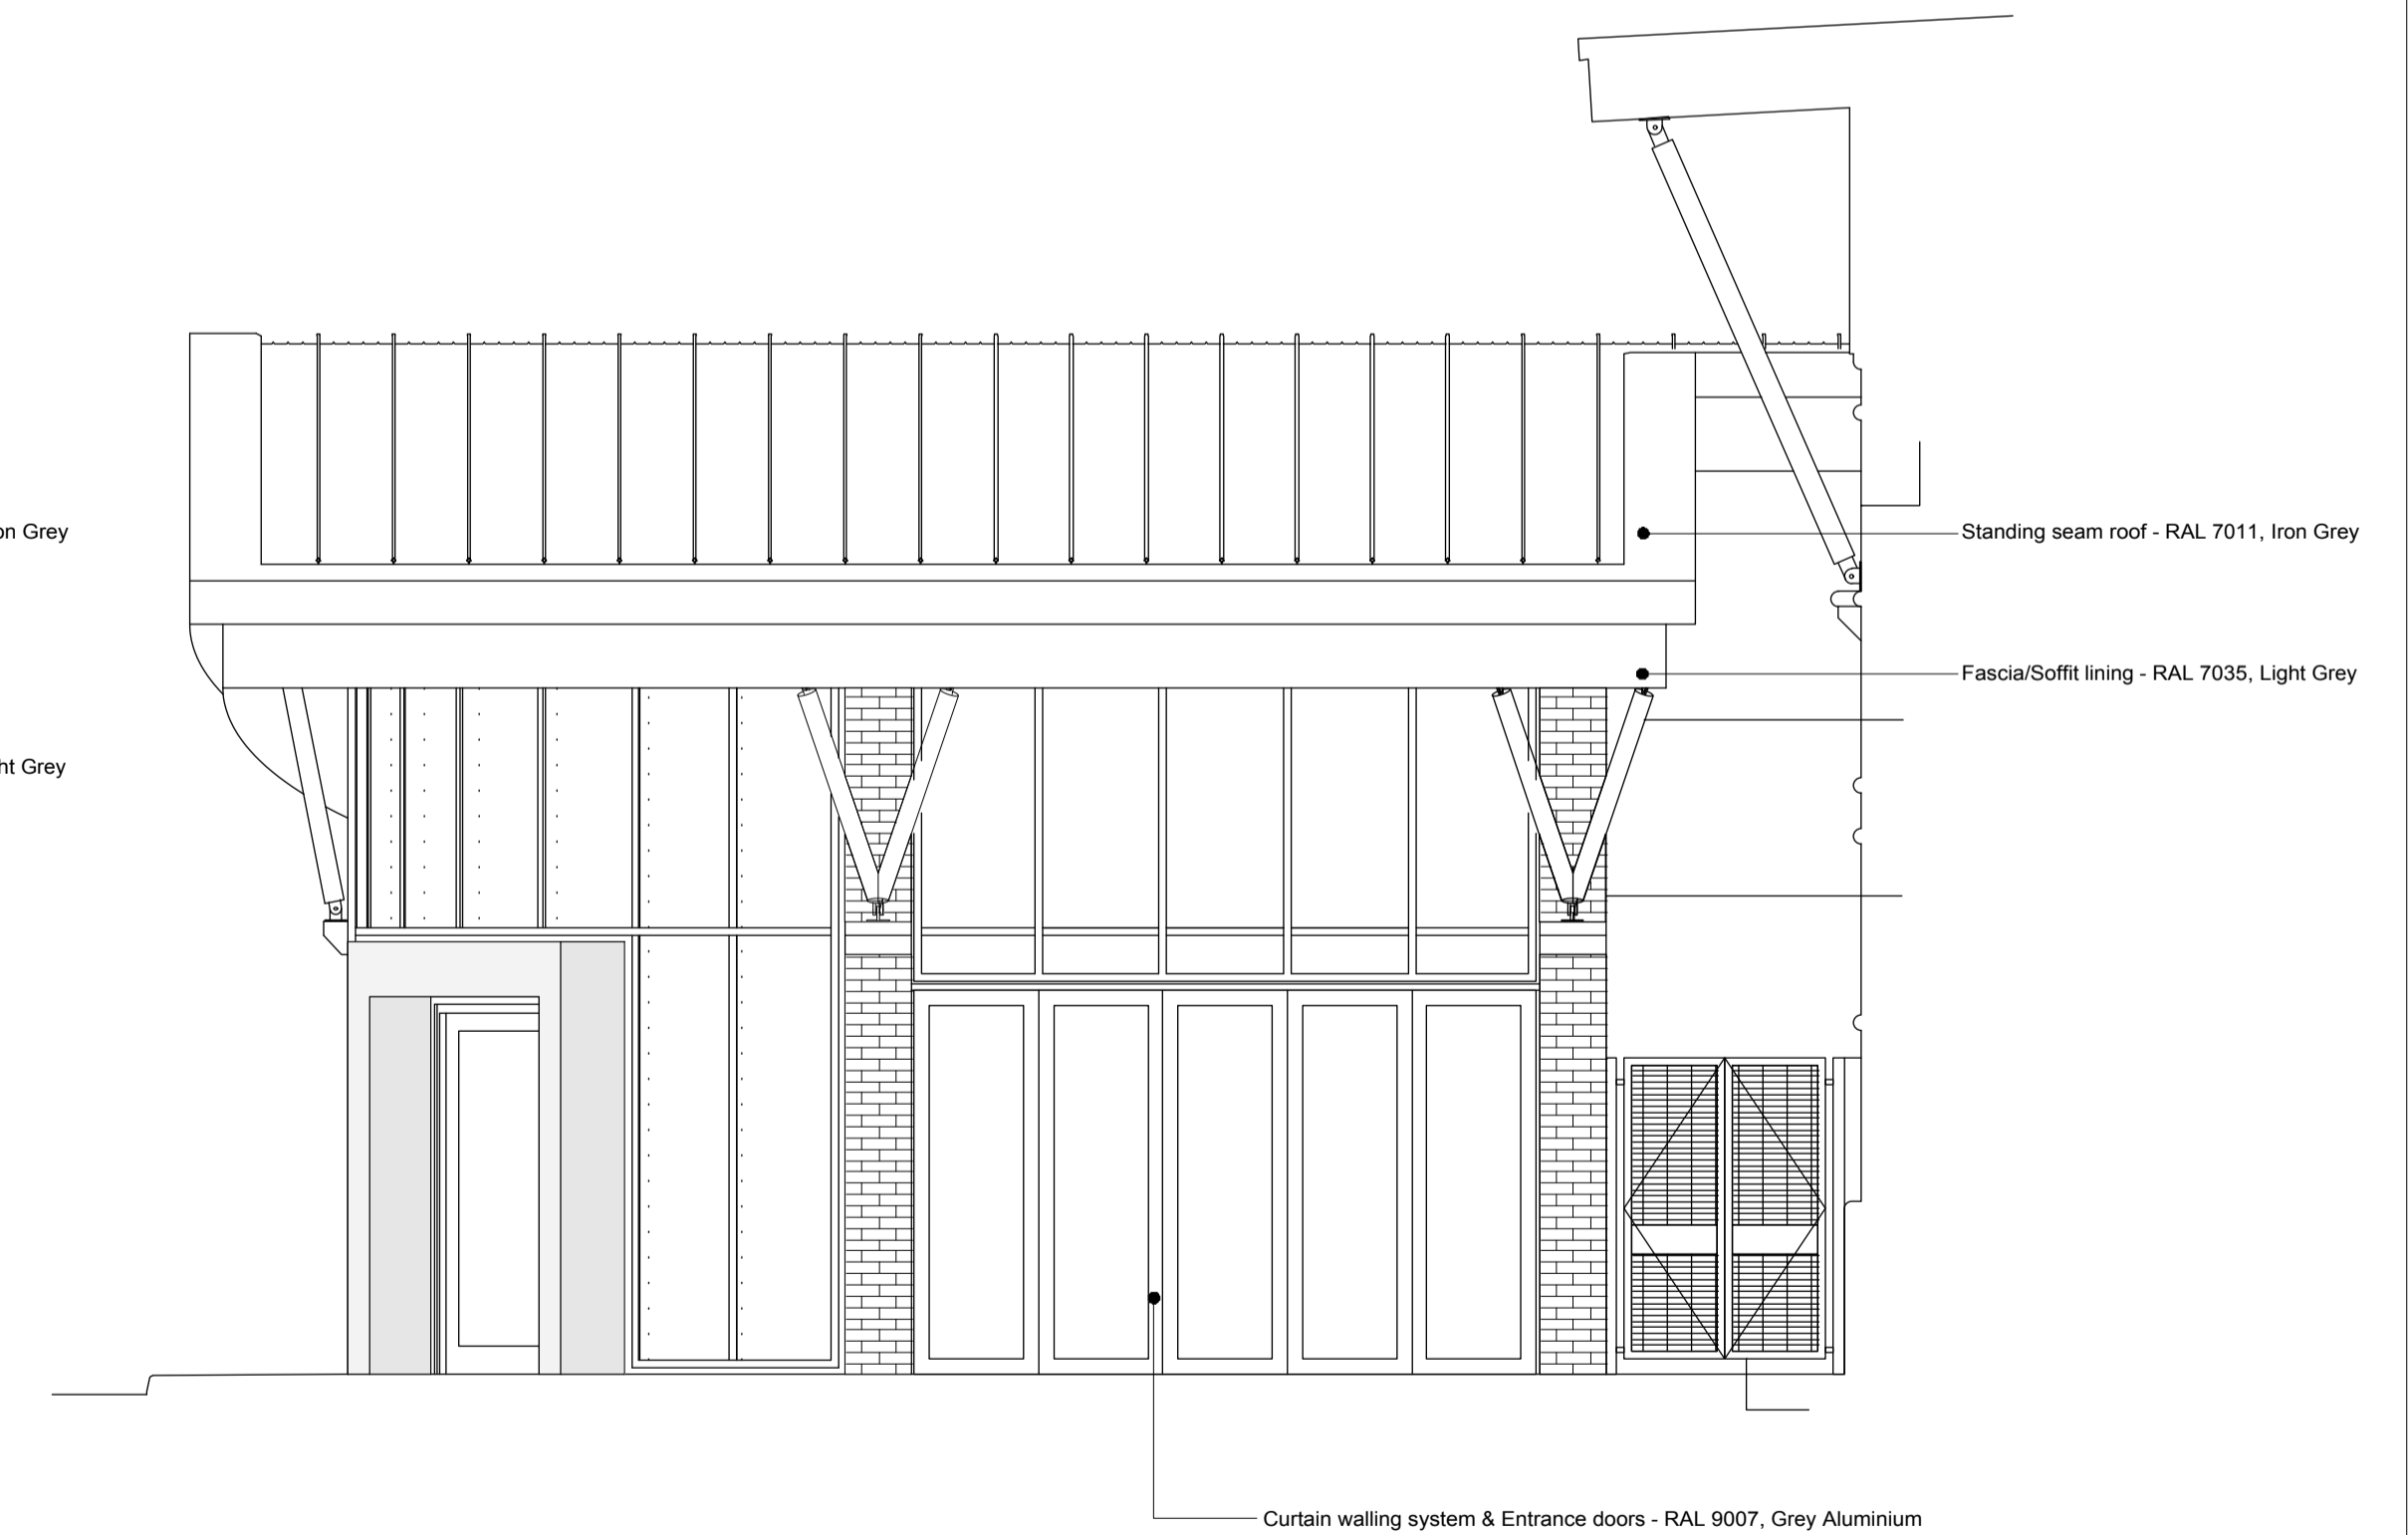 on Grey
Standing seam roof - RAL 7011, Iron Grey
Fascia/Soffit lining - RAL 7035, Light Grey
ht Grey
Curtain walling system & Entrance doors - RAL 9007, Grey Aluminium